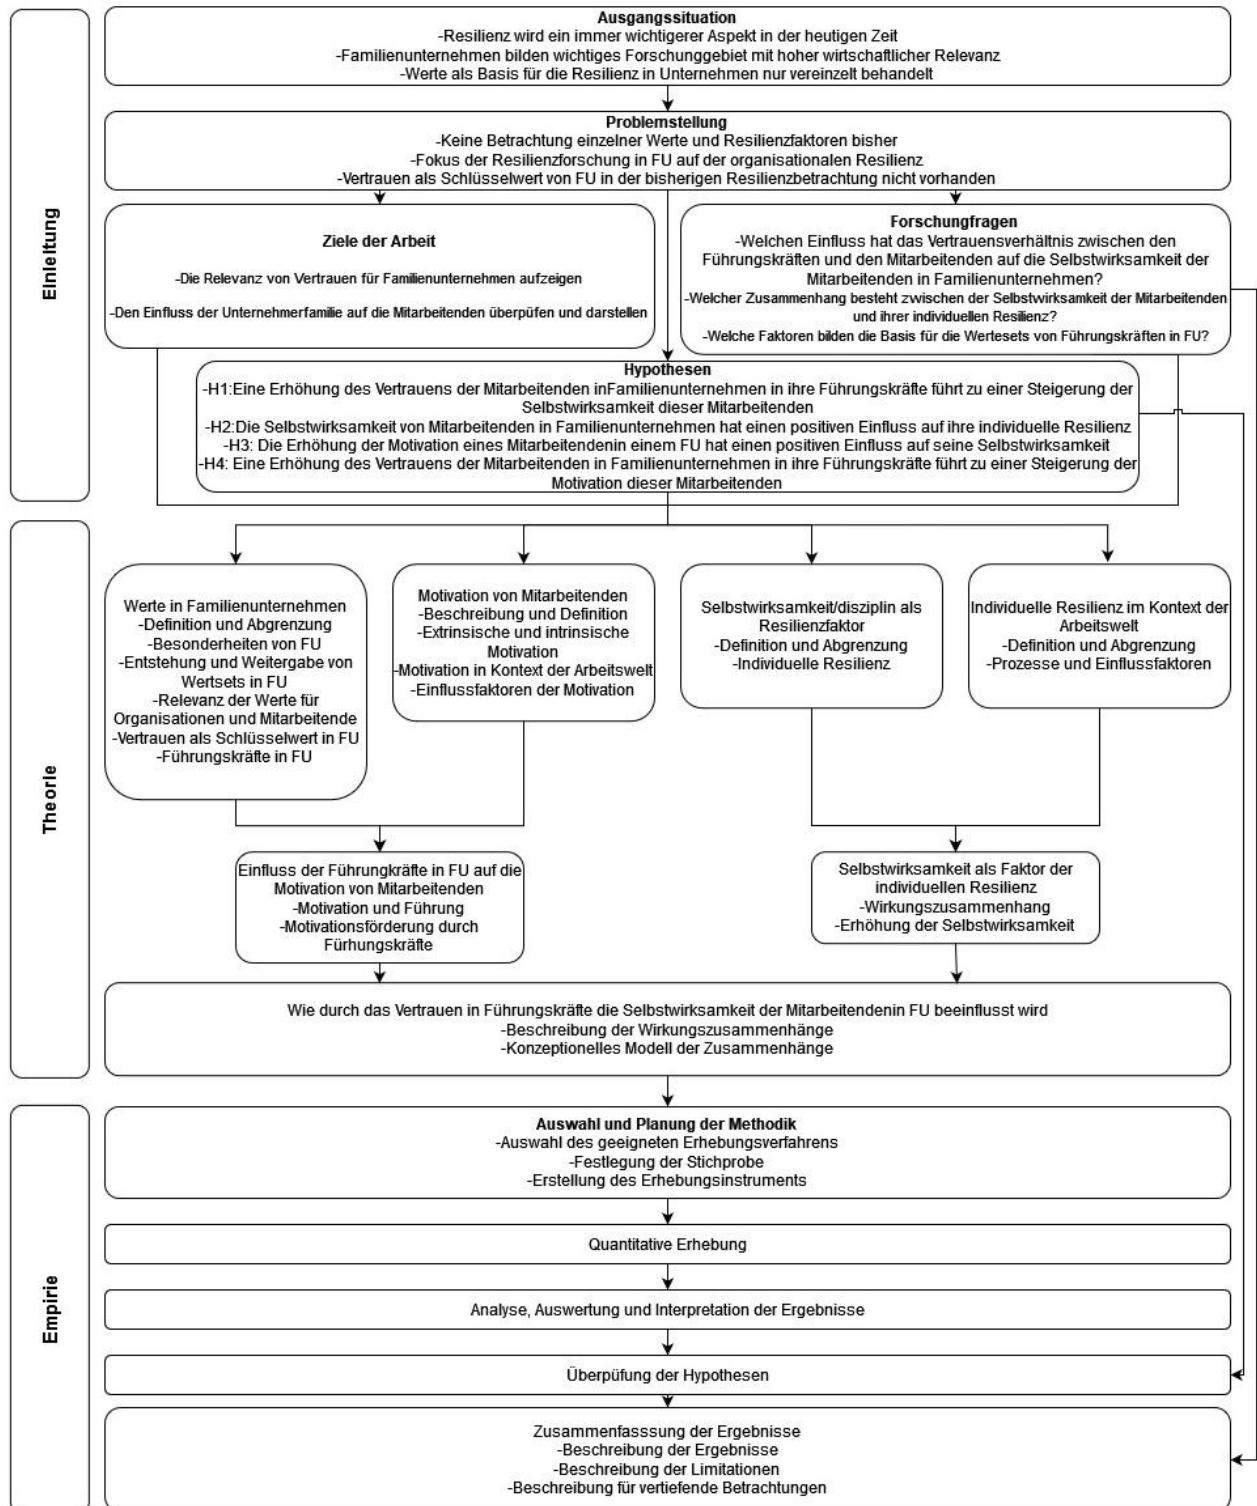 Einleitung
Ausgangssituation
-Resilienz wird ein immer wichtigerer Aspekt in der heutigen Zeit
-Familienunternehmen bilden wichtiges Forschunggebiet mit hoher wirtschaftlicher Relevanz
-Werte als Basis für die Resilienz in Unternehmen nur vereinzelt behandelt
Problemstellung
-Keine Betrachtung einzelner Werte und Resilienzfaktoren bisher
-Fokus der Resilienzforschung in FU auf der organisationalen Resilienz
-Vertrauen als Schlüsselwert von FU in der bisherigen Resilienzbetrachtung nicht vorhanden
Ziele der Arbeit
-Die Relevanz von Vertrauen für Familienunternehmen aufzeigen
-Den Einfluss der Unternehmerfamilie auf die Mitarbeitenden überpüfen und darstellen
Forschungfragen
-Welchen Einfluss hat das Vertrauensverhältnis zwischen den
Führungskräften und den Mitarbeitenden auf die Selbstwirksamkeit der
Mitarbeitenden in Familienunternehmen?
-Welcher Zusammenhang besteht zwischen der Selbstwirksamkeit der Mitarbeitenden
und ihrer individuellen Resilienz?
-Welche Faktoren bilden die Basis für die Wertesets von Führungskräften in FU?
Hypothesen
-H1:Eine Erhöhung des Vertrauens der Mitarbeitenden inFamilienunternehmen in ihre Führungskräfte führt zu einer Steigerung der
Selbstwirksamkeit dieser Mitarbeitenden
-H2:Die Selbstwirksamkeit von Mitarbeitenden in Familienunternehmen hat einen positiven Einfluss auf ihre individuelle Resilienz
-H3: Die Erhöhung der Motivation eines Mitarbeitendenin einem FU hat einen positiven Einfluss auf seine Selbstwirksamkeit
-H4: Eine Erhöhung des Vertrauens der Mitarbeitenden in Familienunternehmen in ihre Führungskräfte führt zu einer Steigerung der
Motivation dieser Mitarbeitenden
Theorie
Werte in Familienunternehmen
-Definition und Abgrenzung
-Besonderheiten von FU
-Entstehung und Weitergabe von
Wertsets in FU
-Relevanz der Werte für
Organisationen und Mitarbeitende
-Vertrauen als Schlüsselwert in FU
-Führungskräfte in FU
Motivation von Mitarbeitenden
-Beschreibung und Definition
-Extrinsische und intrinsische
Motivation
-Motivation in Kontext der Arbeitswelt
-Einflussfaktoren der Motivation
Selbstwirksamkeit/disziplin als
Resilienzfaktor
-Definition und Abgrenzung
-Individuelle Resilienz
Individuelle Resilienz im Kontext der
Arbeitswelt
-Definition und Abgrenzung
-Prozesse und Einflussfaktoren
Einfluss der Führungkräfte in FU auf die
Motivation von Mitarbeitenden
-Motivation und Führung
-Motivationsförderung durch
Fürhungskräfte
Selbstwirksamkeit als Faktor der
individuellen Resilienz
-Wirkungszusammenhang
-Erhöhung der Selbstwirksamkeit
Wie durch das Vertrauen in Führungskräfte die Selbstwirksamkeit der Mitarbeitendenin FU beeinflusst wird
-Beschreibung der Wirkungszusammenhänge
-Konzeptionelles Modell der Zusammenhänge
Empirie
Auswahl und Planung der Methodik
-Auswahl des geeigneten Erhebungsverfahrens
-Festlegung der Stichprobe
-Erstellung des Erhebungsinstruments
Quantitative Erhebung
Analyse, Auswertung und Interpretation der Ergebnisse
Überpüfung der Hypothesen
Zusammenfasssung der Ergebnisse
-Beschreibung der Ergebnisse
-Beschreibung der Limitationen
-Beschreibung für vertiefende Betrachtungen